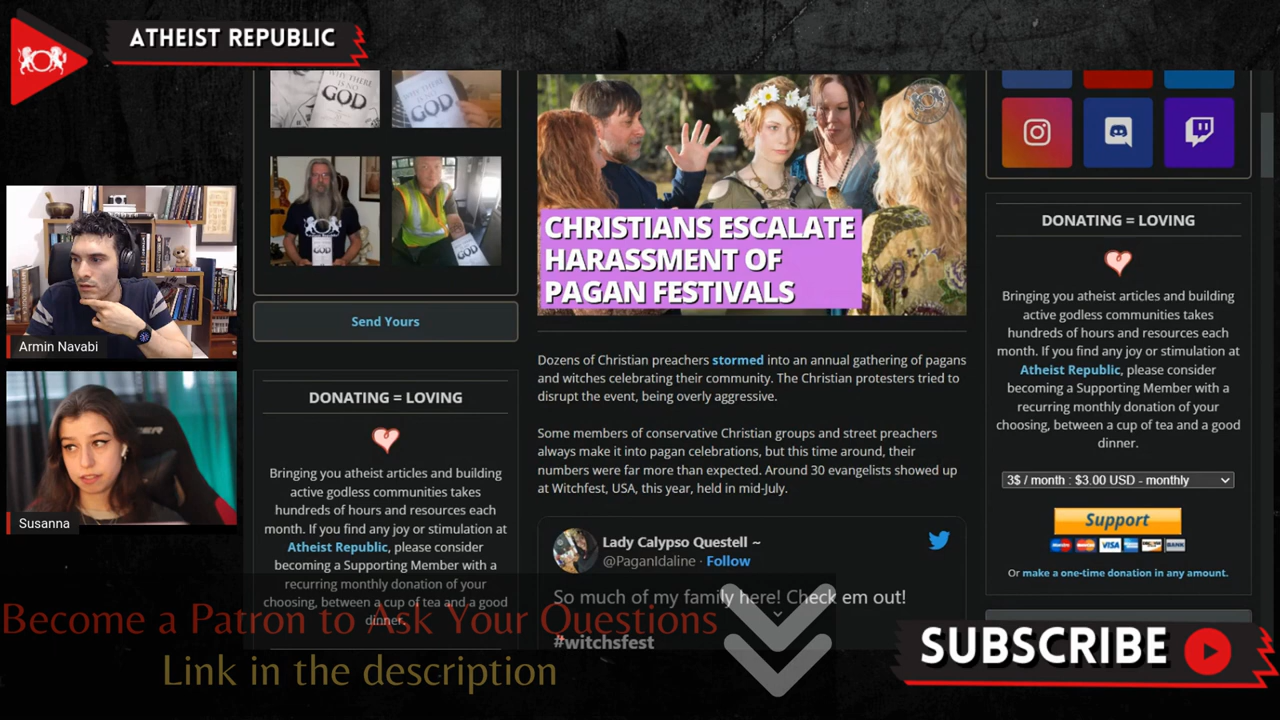 ATHEIST REPUBLIC
WHY THERE
IS NO
GOD
GOD
GOD
Send Yours
DONATING = LOVING
Bringing you atheist articles and building
active godless communities takes
hundreds of hours and resources each
month. If you find any joy or stimulation at
Atheist Republic, please consider
becoming a Supporting Member with a
recurring monthly donation of your
choosing, between a cup of tea and a good
dinner.
CHRISTIANS ESCALATE
HARASSMENT OF
PAGAN FESTIVALS
Dozens of Christian preachers stormed into an annual gathering of pagans
and witches celebrating their community. The Christian protesters tried to
disrupt the event, being overly aggressive.
Some members of conservative Christian groups and street preachers
always make it into pagan celebrations, but this time around, their
numbers were far more than expected. Around 30 evangelists showed up
at Witchfest, USA, this year, held in mid-July.
Lady Calypso Questell ~
@PaganIdaline · Follow
So much of my family here! Check em out!
#witchsfest
DONATING = LOVING
Bringing you atheist articles and building
active godless communities takes
hundreds of hours and resources each
month. If you find any joy or stimulation at
Atheist Republic, please consider
becoming a Supporting Member with a
recurring monthly donation of your
choosing, between a cup of tea and a good
dinner.
3$ / month : $3.00 USD - monthly
Support
VISA
BANK
Or make a one-time donation in any amount.
Armin Navabi
Susanna
Become a Patron to Ask Your Questions
Link in the description
SUBSCRIBE